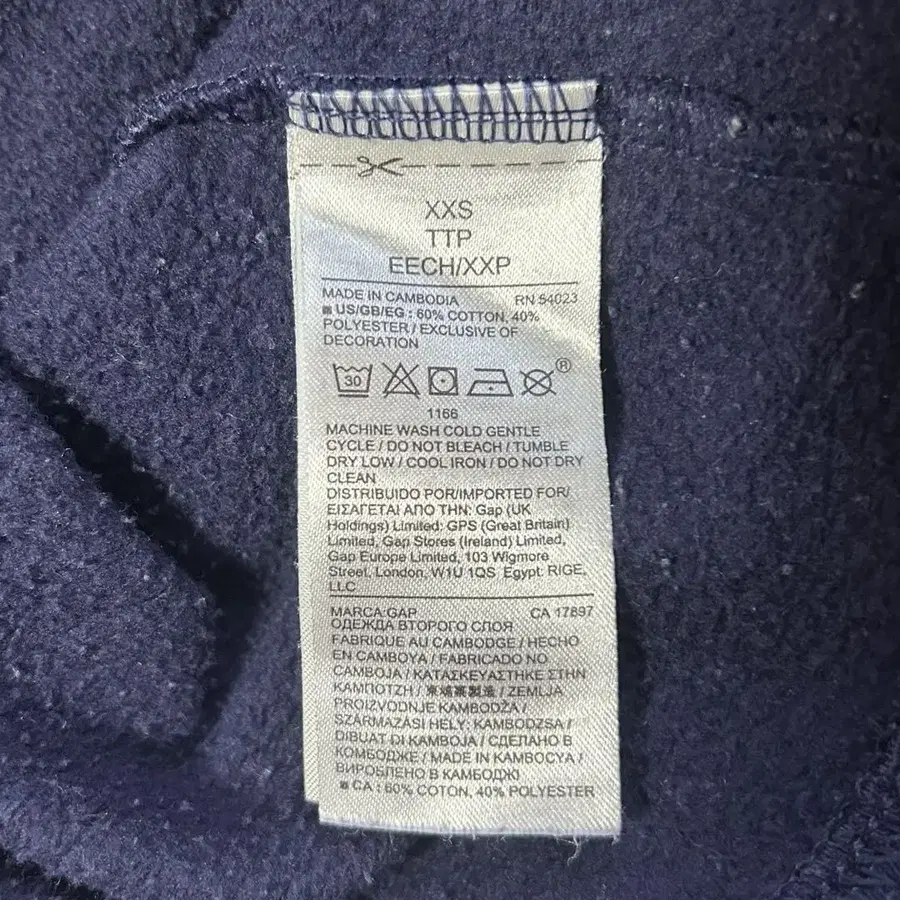 XXS
TTP
EECH/XXP
MADE IN CAMBODIA RN 54023
■ US/GB/EG : 60% COTTON, 40%
POLYESTER / EXCLUSIVE OF
DECORATION
30
®
1166
MACHINE WASH COLD GENTLE
CYCLE / DO NOT BLEACH / TUMBLE
DRY LOW / COOL IRON / DO NOT DRY
CLEAN
DISTRIBUIDO POR/IMPORTED FOR/
ΕΙΣΑΓΕΤΑΙ ΑΠΟ ΤΗΝ: Gap (UK
Holdings) Limited: GPS (Great Britain)
Limited, Gap Stores (Ireland) Limited,
Gap Europe Limited, 103 Wigmore
Street, London, W1U 1QS Egypt: RIGE,
LLC
MARCA:GAP CA 17897
ОДЕЖДА ВТОРОГО СЛОЯ
FABRIQUE AU CAMBODGE / HECHO
EN CAMBOYA / FABRICADO NO
CAMBOJA / ΚΑΤΑΣΚΕΥΑΣΤΗΚΕ ΣΤΗΝ
ΚΑΜΠΟΤΖΗ / 柬埔寨製造 / ZEMLJA
PROIZVODNJE KAMBODŽA /
SZÁRMAZÁSI HELY: KAMBODZSA /
DIBUAT DI KAMBOJA / СДЕЛАНО В
КОМБОДЖЕ / MADE IN KAMBOCYA /
ВИРОБЛЕНО В КАМБОДЖІ
■ CA : 60% COTON, 40% POLYESTER